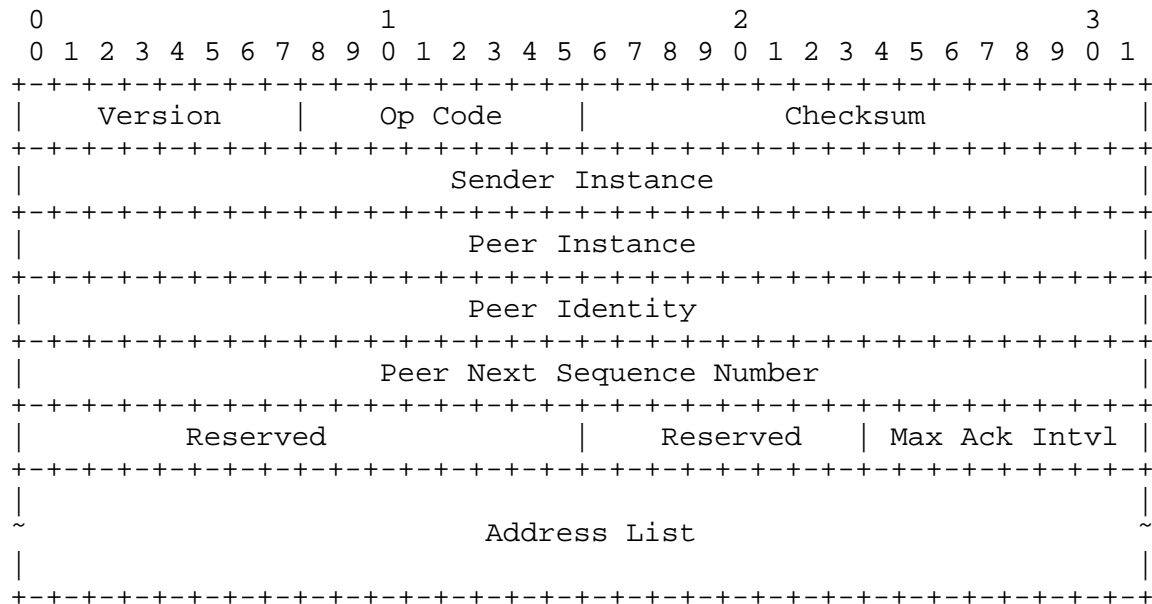 0                   1                   2                   3
 0 1 2 3 4 5 6 7 8 9 0 1 2 3 4 5 6 7 8 9 0 1 2 3 4 5 6 7 8 9 0 1
+-+-+-+-+-+-+-+-+-+-+-+-+-+-+-+-+-+-+-+-+-+-+-+-+-+-+-+-+-+-+-+-+
|    Version    |    Op Code    |           Checksum            |
+-+-+-+-+-+-+-+-+-+-+-+-+-+-+-+-+-+-+-+-+-+-+-+-+-+-+-+-+-+-+-+-+
|                        Sender Instance                        |
+-+-+-+-+-+-+-+-+-+-+-+-+-+-+-+-+-+-+-+-+-+-+-+-+-+-+-+-+-+-+-+-+
|                         Peer Instance                         |
+-+-+-+-+-+-+-+-+-+-+-+-+-+-+-+-+-+-+-+-+-+-+-+-+-+-+-+-+-+-+-+-+
|                         Peer Identity                         |
+-+-+-+-+-+-+-+-+-+-+-+-+-+-+-+-+-+-+-+-+-+-+-+-+-+-+-+-+-+-+-+-+
|                    Peer Next Sequence Number                  |
+-+-+-+-+-+-+-+-+-+-+-+-+-+-+-+-+-+-+-+-+-+-+-+-+-+-+-+-+-+-+-+-+
|         Reserved              |    Reserved   | Max Ack Intvl |
+-+-+-+-+-+-+-+-+-+-+-+-+-+-+-+-+-+-+-+-+-+-+-+-+-+-+-+-+-+-+-+-+
|                                                               |
~                          Address List                         ~
|                                                               |
+-+-+-+-+-+-+-+-+-+-+-+-+-+-+-+-+-+-+-+-+-+-+-+-+-+-+-+-+-+-+-+-+